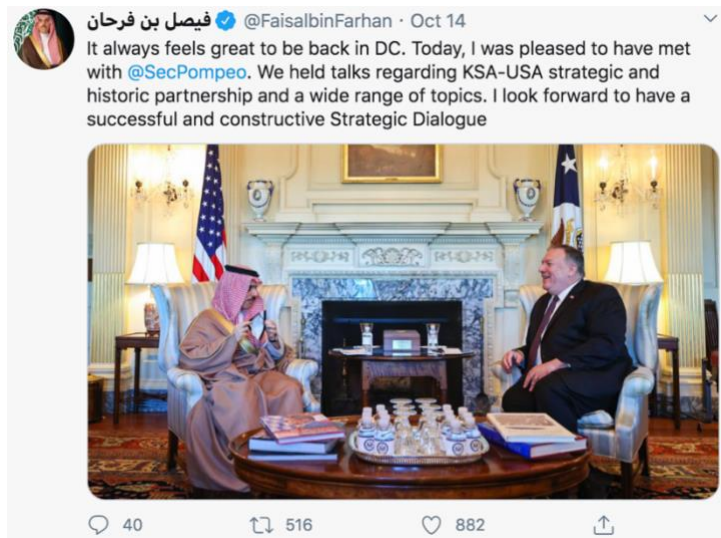 فيصل بن فرحان @FaisalbinFarhan · Oct 14
It always feels great to be back in DC. Today, I was pleased to have met
with @SecPompeo. We held talks regarding KSA-USA strategic and
historic partnership and a wide range of topics. I look forward to have a
successful and constructive Strategic Dialogue
40 516 882